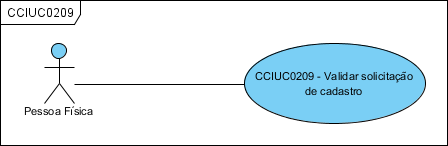 CCIUC0209
CCIUC0209 - Validar solicitação
de cadastro
Pessoa Física